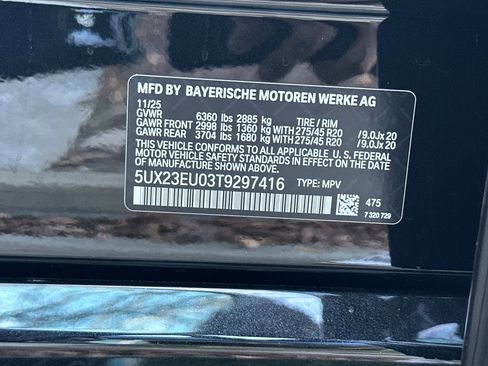 MFD BY BAYERISCHE MOTOREN WERKE AG
11/25
GVWR 6360 lbs 2885 kg TIRE / RIM
GAWR FRONT 2998 lbs 1360 kg WITH 275/45 R20 /9.0Jx 20
GAWR REAR 3704 lbs 1680 kg WITH 275/45 R20 /9.0Jx 20
THIS VEHICLE CONFORMS TO ALL APPLICABLE U. S. FEDERAL
MOTOR VEHICLE SAFETY STANDARDS IN EFFECT ON THE DATE
OF MANUFACTURE SHOWN ABOVE.
5UX23EU03T9297416 TYPE: MPV
475
7 320 729